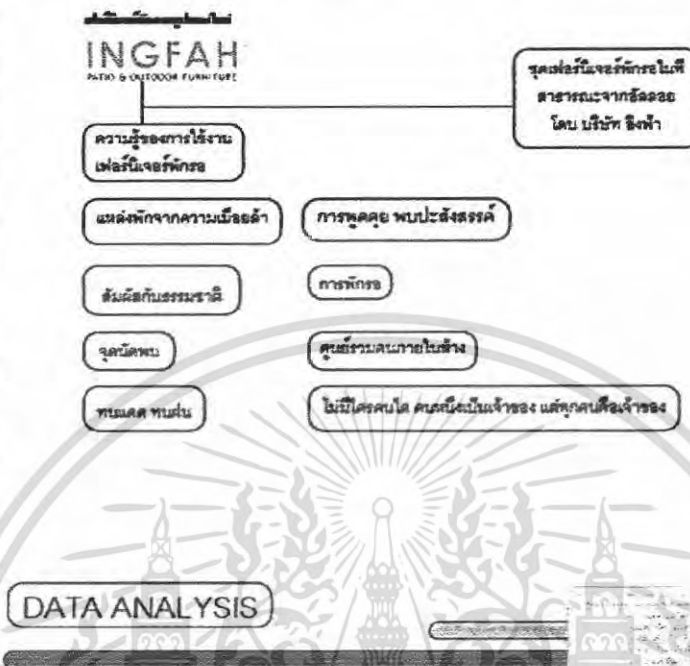 INGFAH
PATIO & OUTDOOR FURNITURE
ชุดเฟอร์นิเจอร์พักรอในที่
สาธารณะจากอัลลอย
โดน บริษัท อิงฟ้า
ความรู้ของการใช้งาน
เฟอร์นิเจอร์พักรอ
แหล่งพักจากความเมื่อยล้า
การพูดคุย พบปะสังสรรค์
สัมผัสกับธรรมชาติ
การพักรอ
จุดนัดพบ
ศูนย์รวมคนภายในห้าง
ทนแดด ทนฝน
ไม่มีใครคนใด คนหนึ่งเป็นเจ้าของ แต่ทุกคนคือเจ้าของ
DATA ANALYSIS